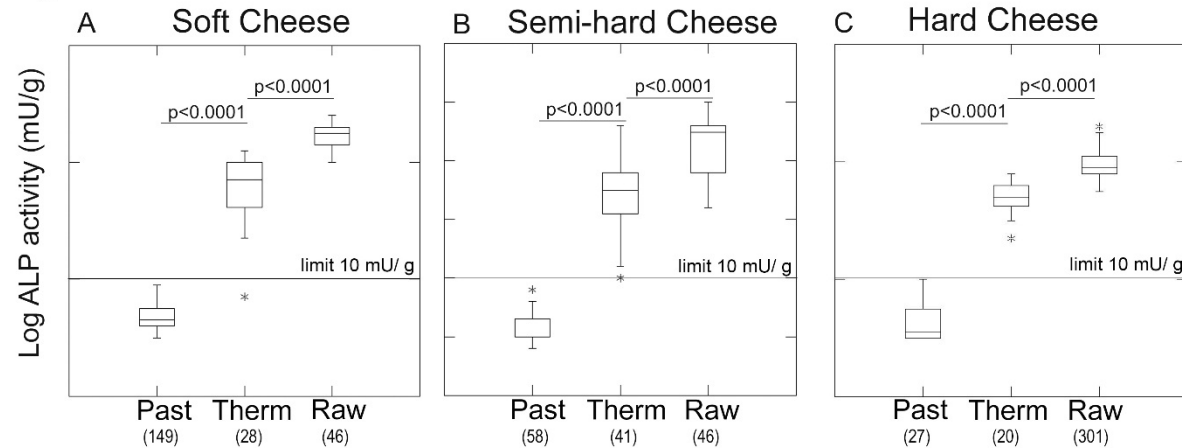 A Soft Cheese
B Semi-hard Cheese
C Hard Cheese
Log ALP activity (mU/g)
p<0.0001
p<0.0001
limit 10 mU/ g
Past Therm Raw
(149) (28) (46)
p<0.0001
p<0.0001
limit 10 mU/ g
Past Therm Raw
(58) (41) (46)
p<0.0001
p<0.0001
limit 10 mU/ g
Past Therm Raw
(27) (20) (301)